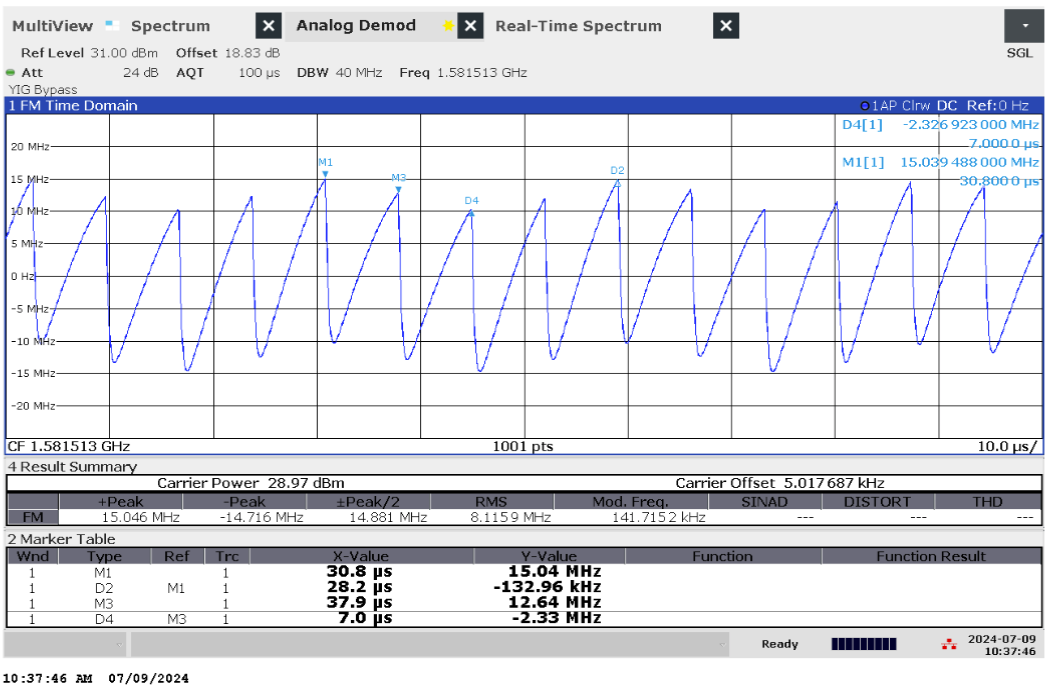 MultiView Spectrum Analog Demod Real-Time Spectrum
Ref Level 31.00 dBm Offset 18.83 dB SGL
Att 24 dB AQT 100 µs DBW 40 MHz Freq 1.581513 GHz
YIG Bypass
1 FM Time Domain 1AP Clrw DC Ref:0 Hz
D4[1] -2.326 923 000 MHz
7.000 0 µs
M1[1] 15.039 488 000 MHz
30.800 0 µs
20 MHz
15 MHz
10 MHz
5 MHz
0 Hz
-5 MHz
-10 MHz
-15 MHz
-20 MHz
M1
M3
D4
D2
CF 1.581513 GHz 1001 pts 10.0 µs/
4 Result Summary
Carrier Power 28.97 dBm Carrier Offset 5.017 687 kHz
+Peak -Peak ±Peak/2 RMS Mod. Freq. SINAD DISTORT THD
FM 15.046 MHz -14.716 MHz 14.881 MHz 8.115 9 MHz 141.715 2 kHz --- --- ---
2 Marker Table
Wnd Type Ref Trc X-Value Y-Value Function Function Result
1 M1 1 30.8 µs 15.04 MHz
1 D2 M1 1 28.2 µs -132.96 kHz
1 M3 1 37.9 µs 12.64 MHz
1 D4 M3 1 7.0 µs -2.33 MHz
Ready 2024-07-09
10:37:46
10:37:46 AM 07/09/2024